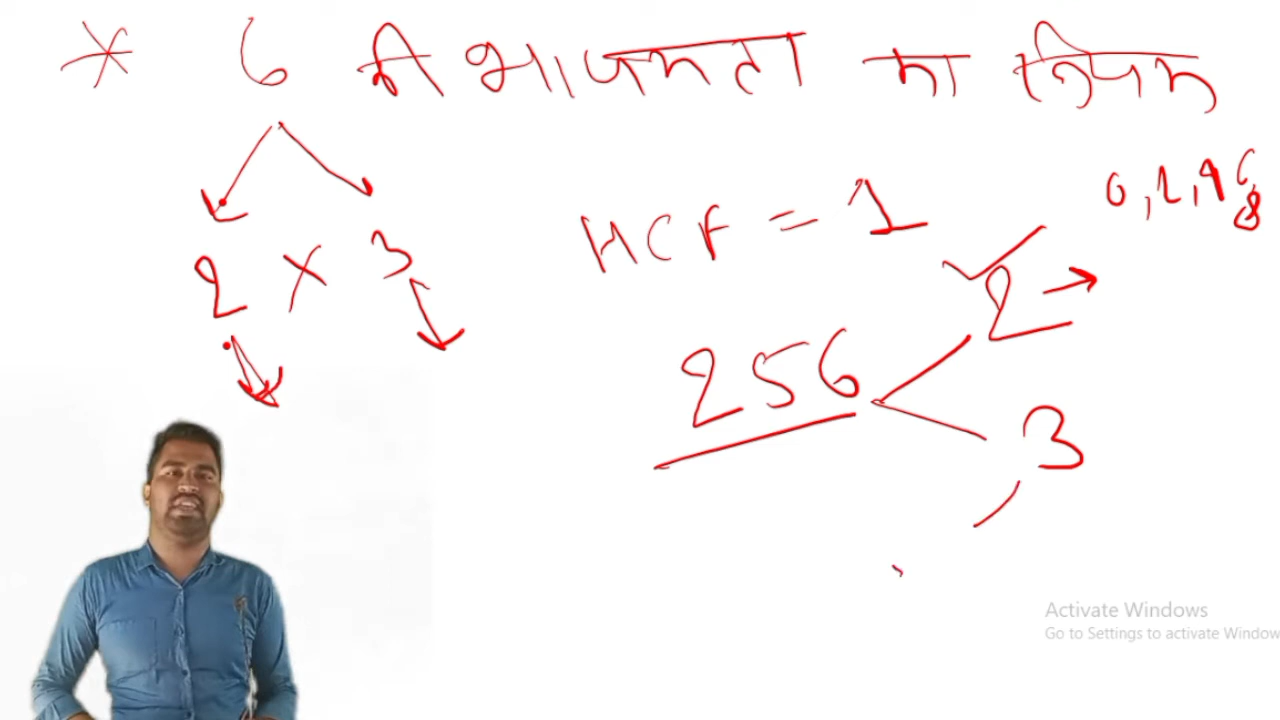 * 6 की भाजकता का नियम
0, 2, 4, 6, 8
2 × 3
HCF = 1
2 →
256
3
Activate Windows
Go to Settings to activate Window